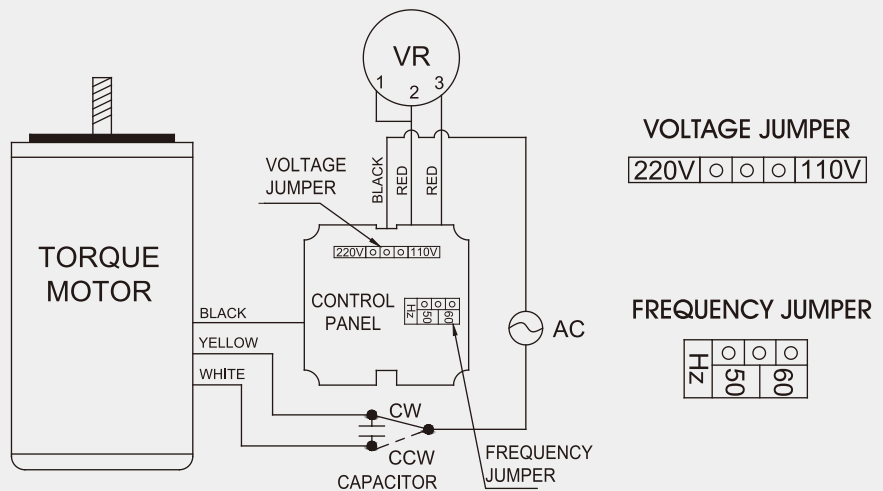 VR
1 2 3
VOLTAGE
JUMPER
BLACK
RED
RED
220V 110V
TORQUE
MOTOR
CONTROL
PANEL
Hz 50 60
BLACK
YELLOW
WHITE
AC
CW
CCW
CAPACITOR
FREQUENCY
JUMPER
VOLTAGE JUMPER
220V 110V
FREQUENCY JUMPER
Hz 50 60